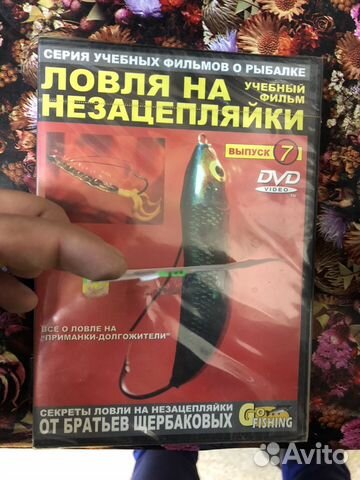 СЕРИЯ УЧЕБНЫХ ФИЛЬМОВ О РЫБАЛКЕ
ЛОВЛЯ НА
УЧЕБНЫЙ
ФИЛЬМ
НЕЗАЦЕПЛЯЙКИ
ВЫПУСК 7
DVD
VIDEO
ВСЕ О ЛОВЛЕ НА
"ПРИМАНКИ-ДОЛГОЖИТЕЛИ"
СЕКРЕТЫ ЛОВЛИ НА НЕЗАЦЕПЛЯЙКИ
ОТ БРАТЬЕВ ЩЕРБАКОВЫХ
GO
FISHING
Avito